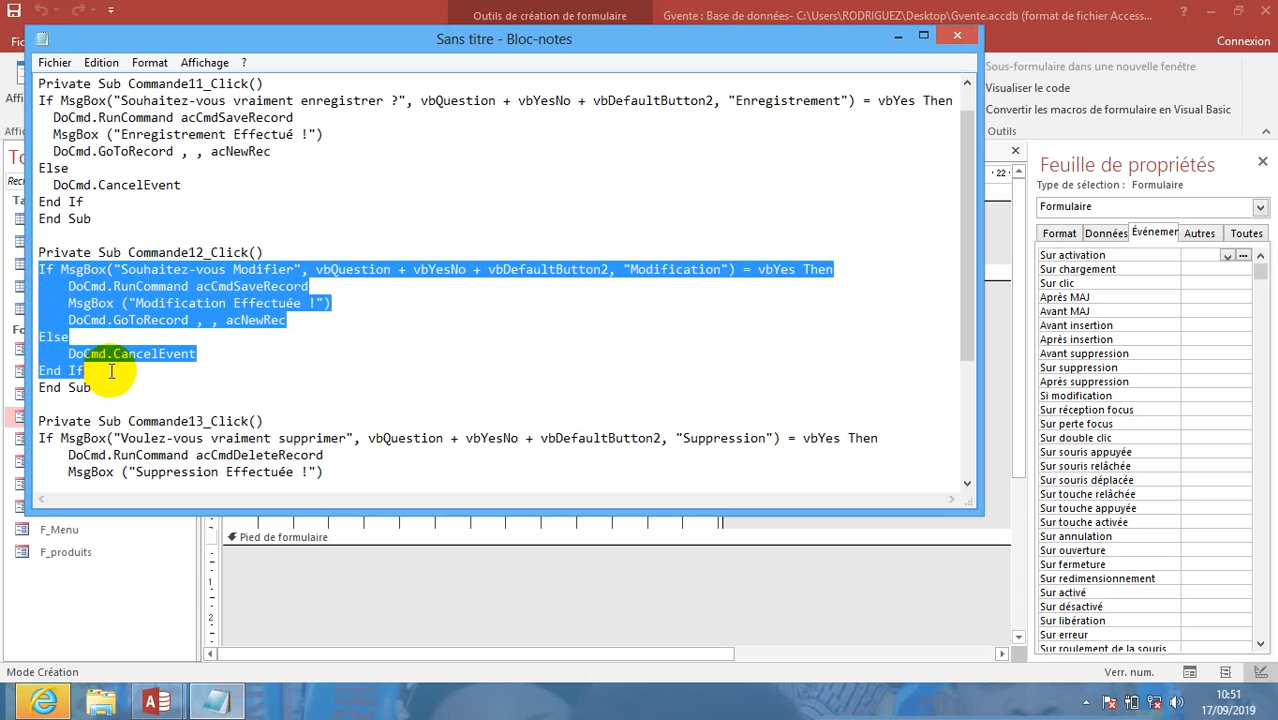 Outils de création de formulaire
Gvente : Base de données- C:\Users\RODRIGUEZ\Desktop\Gvente.accdb (format de fichier Access...
?
Connexion
Sans titre - Bloc-notes
Fichier Edition Format Affichage ?
Private Sub Commande11_Click()
If MsgBox("Souhaitez-vous vraiment enregistrer ?", vbQuestion + vbYesNo + vbDefaultButton2, "Enregistrement") = vbYes Then
DoCmd.RunCommand acCmdSaveRecord
MsgBox ("Enregistrement Effectué !")
DoCmd.GoToRecord , , acNewRec
Else
DoCmd.CancelEvent
End If
End Sub
Private Sub Commande12_Click()
If MsgBox("Souhaitez-vous Modifier", vbQuestion + vbYesNo + vbDefaultButton2, "Modification") = vbYes Then
DoCmd.RunCommand acCmdSaveRecord
MsgBox ("Modification Effectuée !")
DoCmd.GoToRecord , , acNewRec
Else
DoCmd.CancelEvent
End If
End Sub
Private Sub Commande13_Click()
If MsgBox("Voulez-vous vraiment supprimer", vbQuestion + vbYesNo + vbDefaultButton2, "Suppression") = vbYes Then
DoCmd.RunCommand acCmdDeleteRecord
MsgBox ("Suppression Effectuée !")
Sous-formulaire dans une nouvelle fenêtre
Visualiser le code
Convertir les macros de formulaire en Visual Basic
Outils
22
Feuille de propriétés
Type de sélection : Formulaire
Formulaire
Format Données Événement Autres Toutes
Sur activation
Sur chargement
Sur clic
Après MAJ
Avant MAJ
Avant insertion
Après insertion
Avant suppression
Sur suppression
Après suppression
Si modification
Sur réception focus
Sur perte focus
Sur double clic
Sur souris appuyée
Sur souris relâchée
Sur souris déplacée
Sur touche relâchée
Sur touche appuyée
Sur touche activée
Sur annulation
Sur ouverture
Sur fermeture
Sur redimensionnement
Sur activé
Sur désactivé
Sur libération
Sur erreur
Sur roulement de la souris
F_Menu
F_produits
Pied de formulaire
1
2
Mode Création
Verr. num.
10:51
17/09/2019